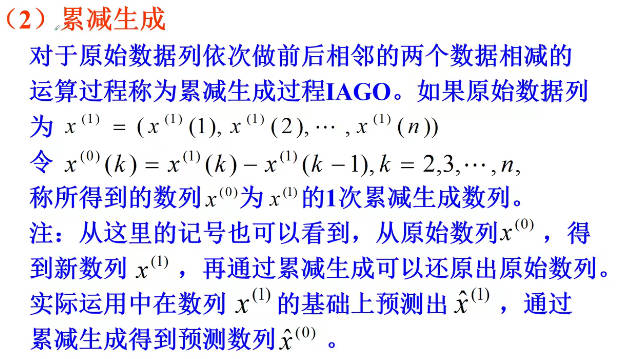 （2）累减生成
对于原始数据列依次做前后相邻的两个数据相减的
运算过程称为累减生成过程IAGO。如果原始数据列
为 x⁽¹⁾ = (x⁽¹⁾(1), x⁽¹⁾(2), ⋯ , x⁽¹⁾(n))
令 x⁽⁰⁾(k) = x⁽¹⁾(k) − x⁽¹⁾(k − 1), k = 2,3,⋯, n,
称所得到的数列 x⁽⁰⁾ 为 x⁽¹⁾ 的1次累减生成数列。
注：从这里的记号也可以看到，从原始数列x⁽⁰⁾ ，得
到新数列 x⁽¹⁾ ，再通过累减生成可以还原出原始数列。
实际运用中在数列 x⁽¹⁾ 的基础上预测出 x̂⁽¹⁾ ，通过
累减生成得到预测数列 x̂⁽⁰⁾ 。